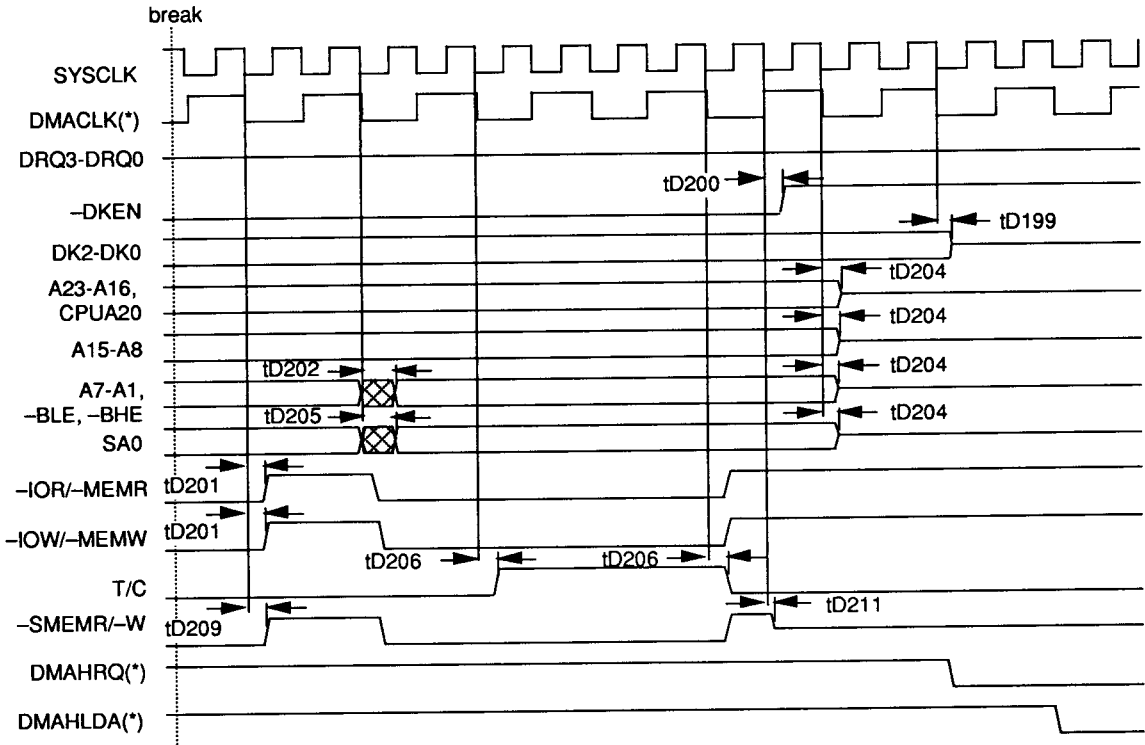 break
SYSCLK
DMACLK(*)
DRQ3-DRQ0
tD200
–DKEN
tD199
DK2-DK0
tD204
A23-A16,
CPUA20
tD204
A15-A8
tD202
tD204
A7-A1,
–BLE, –BHE
tD205
tD204
SA0
–IOR/–MEMR
tD201
–IOW/–MEMW
tD201
tD206
tD206
T/C
tD211
–SMEMR/–W
tD209
DMAHRQ(*)
DMAHLDA(*)